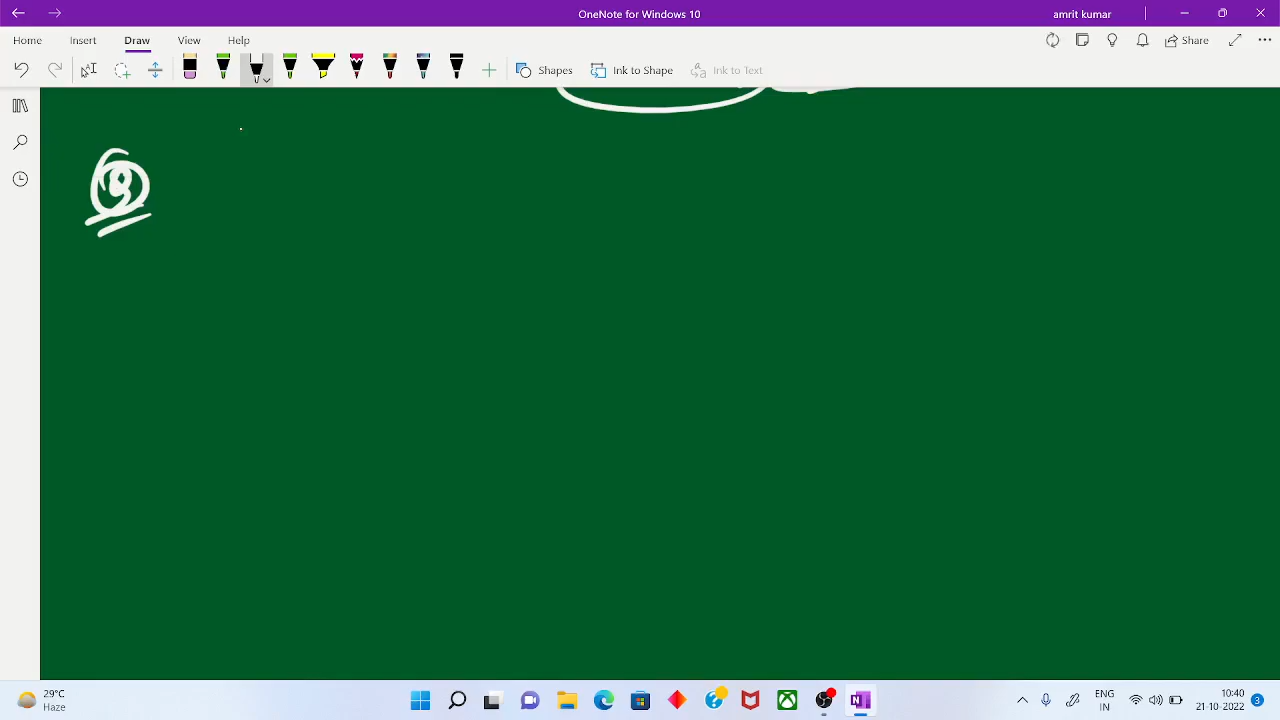 OneNote for Windows 10
amrit kumar
Home Insert Draw View Help
Share
Shapes Ink to Shape Ink to Text
29°C
Haze
ENG
IN
10:40
21-10-2022
3